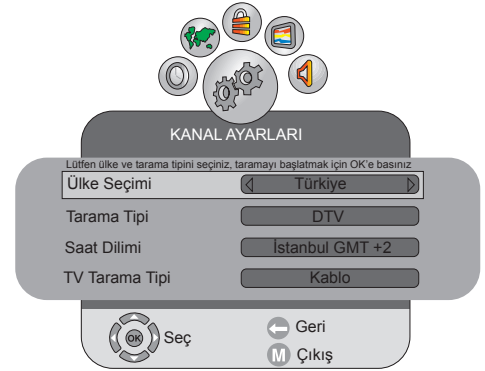 KANAL AYARLARI
Lütfen ülke ve tarama tipini seçiniz, taramayı başlatmak için OK'e basınız
Ülke Seçimi Türkiye
Tarama Tipi DTV
Saat Dilimi İstanbul GMT +2
TV Tarama Tipi Kablo
OK Seç
Geri
M Çıkış